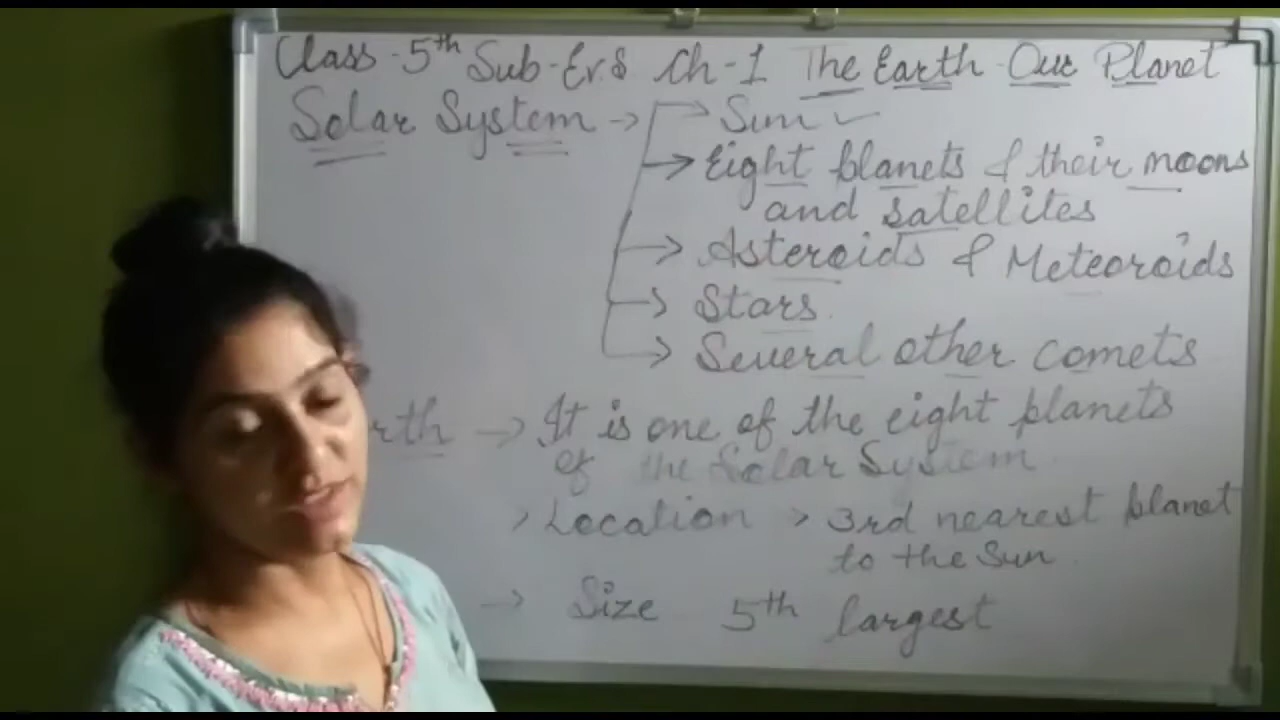 Class-5th Sub-Ev.S Ch-1 The Earth Our Planet
Solar System → Sun ✓
→ Eight planets & their moons
and satellites
→ Asteroids & Meteoroids
→ Stars
→ Several other comets
rth → It is one of the eight planets
of the Solar System
> Location > 3rd nearest planet
to the Sun
→ Size 5th largest